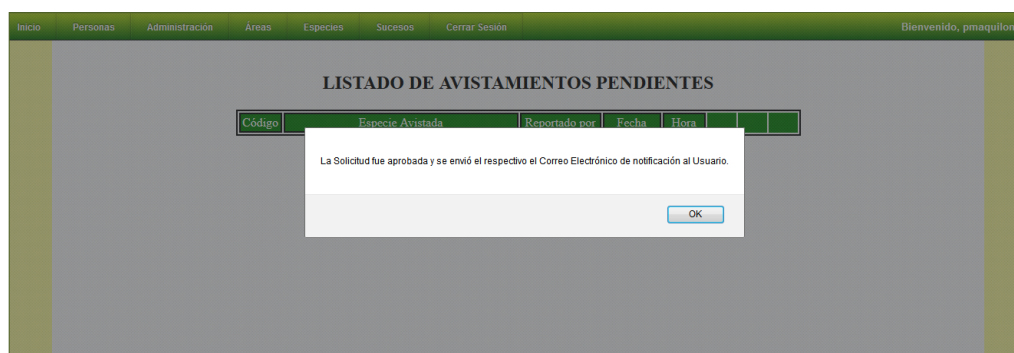 Inicio Personas Administración Áreas Especies Sucesos Cerrar Sesión Bienvenido, pmaquilon
LISTADO DE AVISTAMIENTOS PENDIENTES
Código Especie Avistada Reportado por Fecha Hora
La Solicitud fue aprobada y se envió el respectivo el Correo Electrónico de notificación al Usuario.
OK